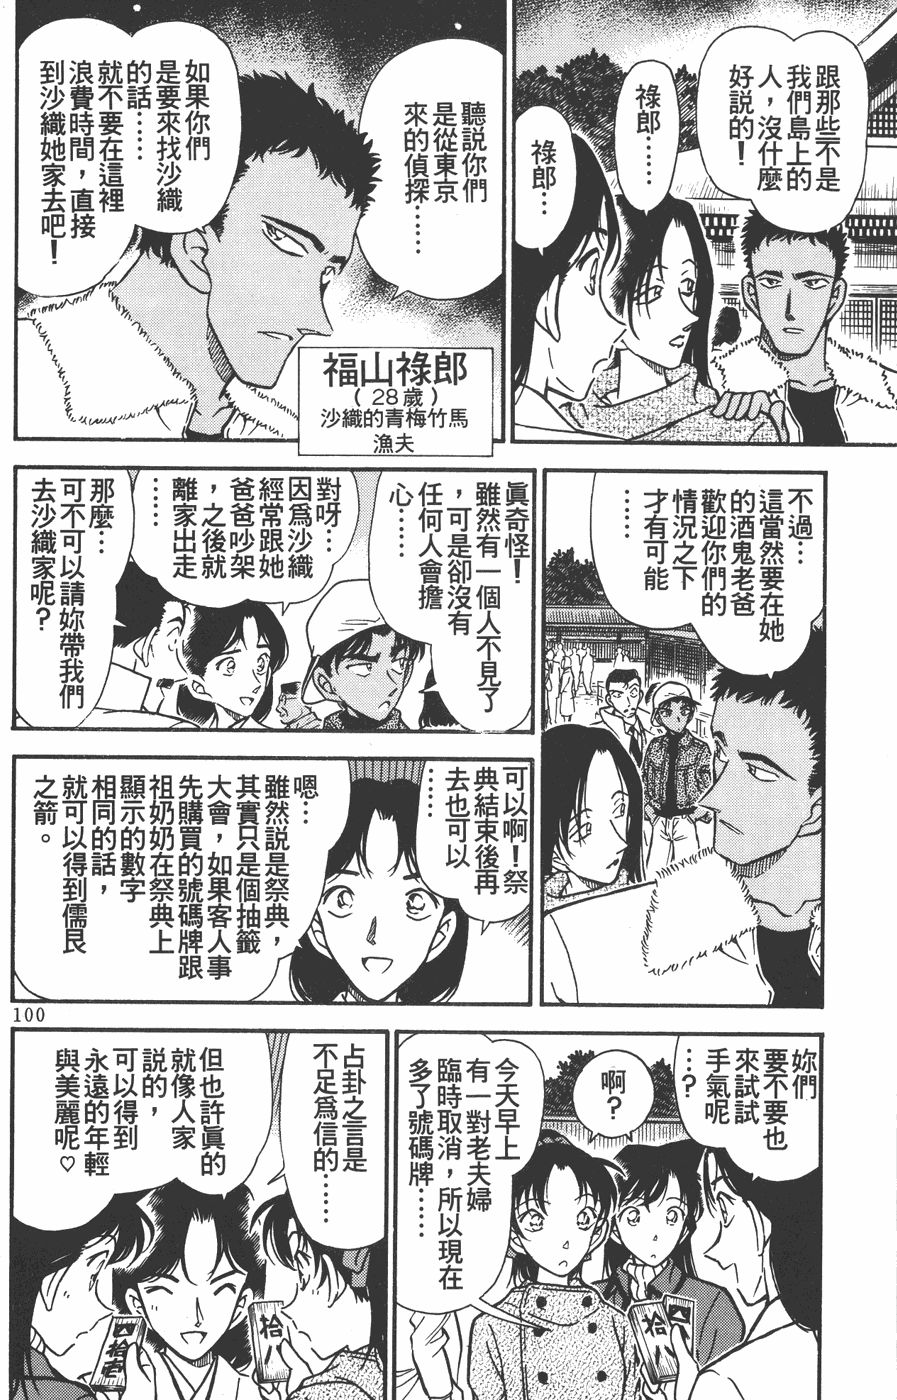 跟那些不是
我們島上的
人，沒什麼
好說的！
祿郎……
祿郎…
聽說你們
是從東京
來的偵探……
如果你們
是要來找沙織
的話……
就不要在這裡
浪費時間，直接
到沙織她家去吧！
福山祿郎
（28歲）
沙織的青梅竹馬
漁夫
不過…
這當然要在她
的酒鬼老爸
歡迎你們的
情況之下
才有可能
……
眞奇怪！
雖然有一個人不見了
，可是卻沒有
任何人會擔
心…
對呀…
因爲沙織
經常跟她
爸爸吵架
，之後就
離家出走
……
那麼…
可不可以請妳帶我們
去沙織家呢？
可以啊！祭
典結束後再
去也可以
…
嗯…
雖然說是祭典，
其實只是個抽籤
大會，如果客人事
先購買的號碼牌跟
祖奶奶在祭典上
顯示的數字
相同的話，
就可以得到儒艮
之箭。
100
妳們
要不要也
來試試
手氣呢
…？
啊？
今天早上
有一對老夫婦
臨時取消，所以現在
多了號碼牌……
拾
八
占卦之言是
不足爲信的……
但也許眞的
就像人家
說的，
可以得到
永遠的年輕
與美麗呢♡
拾八
四拾壱